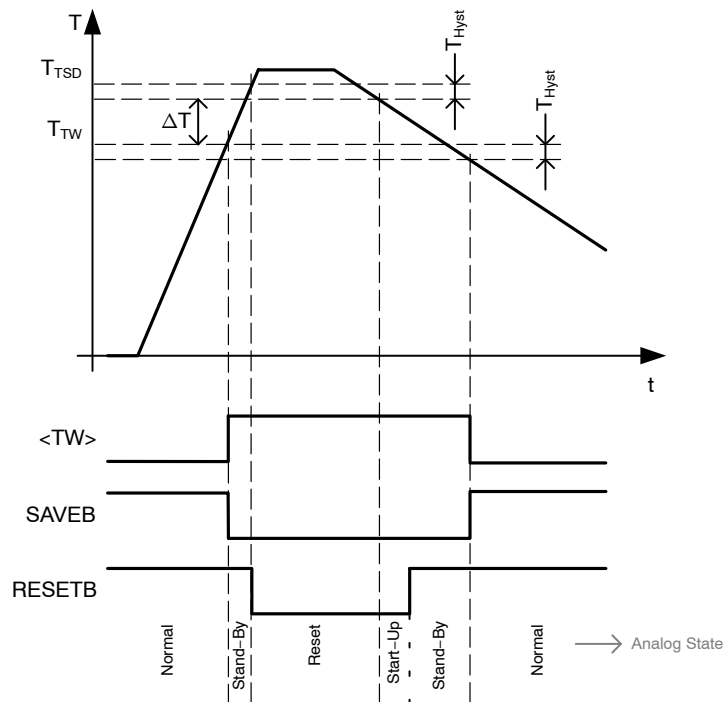 T
T_Hyst
T_TSD
ΔT
T_Hyst
T_TW
t
<TW>
SAVEB
RESETB
Normal
Stand-By
Reset
Start-Up
Stand-By
Normal
Analog State